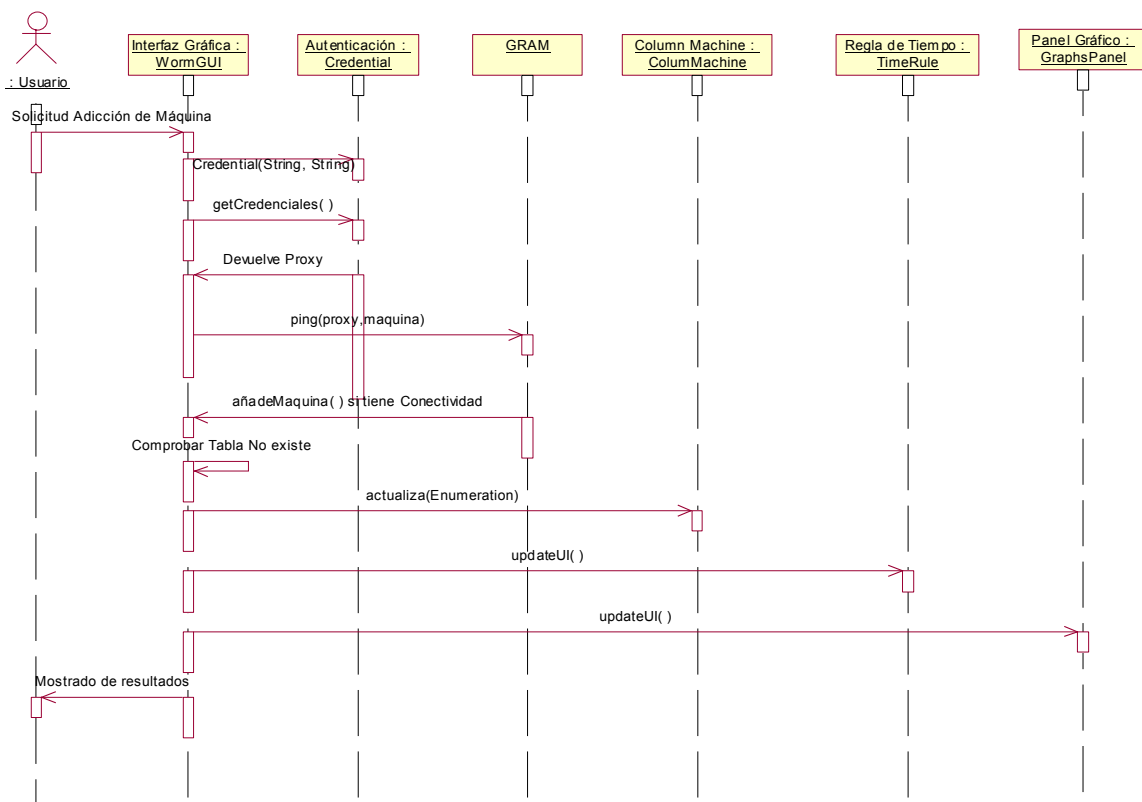 : Usuario
Interfaz Gráfica :
WormGUI
Autenticación :
Credential
GRAM
Column Machine :
ColumMachine
Regla de Tiempo :
TimeRule
Panel Gráfico :
GraphsPanel
Solicitud Adicción de Máquina
Credential(String, String)
getCredenciales( )
Devuelve Proxy
ping(proxy,maquina)
añadeMaquina( ) si tiene Conectividad
Comprobar Tabla No existe
actualiza(Enumeration)
updateUI( )
updateUI( )
Mostrado de resultados